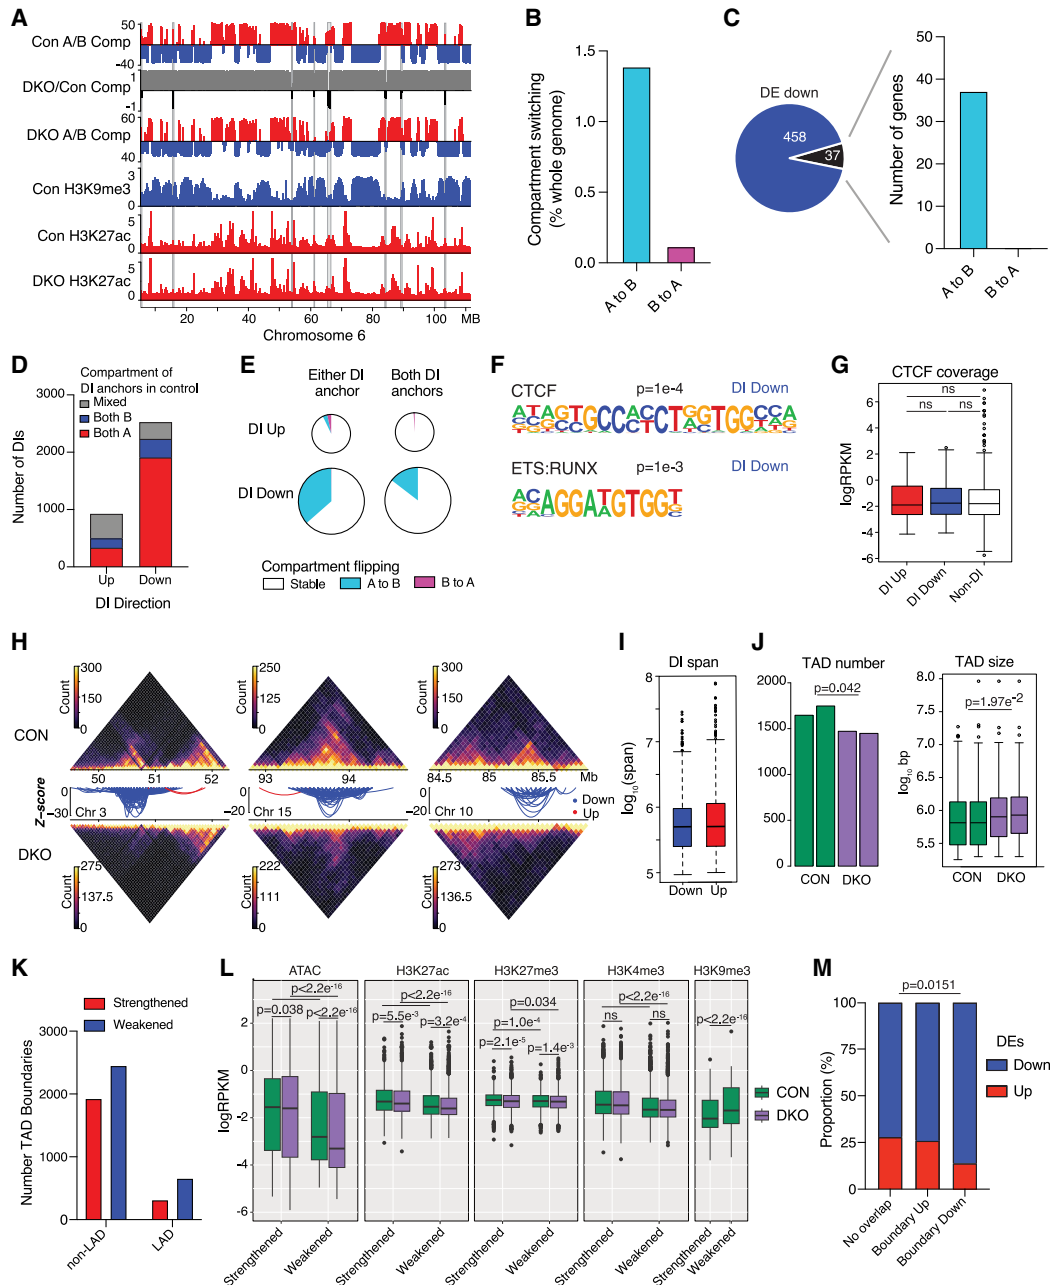 A
Con A/B Comp
50
-40
DKO/Con Comp
1
-1
DKO A/B Comp
60
40
Con H3K9me3
3
0
Con H3K27ac
5
0
DKO H3K27ac
5
0
20 40 60 80 100 MB
Chromosome 6
B
Compartment switching
(% whole genome)
1.5
1.0
0.5
0.0
A to B
B to A
C
DE down
458
37
Number of genes
50
40
30
20
10
0
A to B
B to A
D
Compartment of
DI anchors in control
Mixed
Both B
Both A
Number of DIs
3000
2000
1000
0
Up Down
DI Direction
E
Either DI
anchor
Both DI
anchors
DI Up
DI Down
Compartment flipping
Stable A to B B to A
F
CTCF p=1e-4 DI Down
ETS:RUNX p=1e-3 DI Down
G
CTCF coverage
ns
ns ns
logRPKM
6
4
2
0
-2
-4
-6
DI Up
DI Down
Non-DI
H
CON
Count
300
150
0
Count
250
125
0
Count
300
150
0
50 51 52
93 94
84.5 85 85.5 Mb
Z-score
0
-30
Chr 3
0
-20
Chr 15
0
-20
Chr 10
Down
Up
DKO
Count
275
137.5
0
Count
222
111
0
Count
273
136.5
0
I
DI span
log10(span)
8
7
6
5
Down Up
J
TAD number
p=0.042
2000
1500
1000
500
0
CON DKO
TAD size
p=1.97e-2
log10 bp
8.0
7.5
7.0
6.5
6.0
5.5
CON DKO
K
Strengthened
Weakened
Number TAD Boundaries
3000
2000
1000
0
non-LAD
LAD
L
ATAC H3K27ac H3K27me3 H3K4me3 H3K9me3
logRPKM
2
0
-2
-4
-6
p<2.2e-16
p=0.038
p<2.2e-16
p<2.2e-16
p=5.5e-3
p=3.2e-4
p=0.034
p=1.0e-4
p=2.1e-5
p=1.4e-3
p<2.2e-16
ns ns
p<2.2e-16
CON
DKO
Strengthened
Weakened
Strengthened
Weakened
Strengthened
Weakened
Strengthened
Weakened
Strengthened
Weakened
M
p=0.0151
Proportion (%)
100
75
50
25
0
DEs
Down
Up
No overlap
Boundary Up
Boundary Down